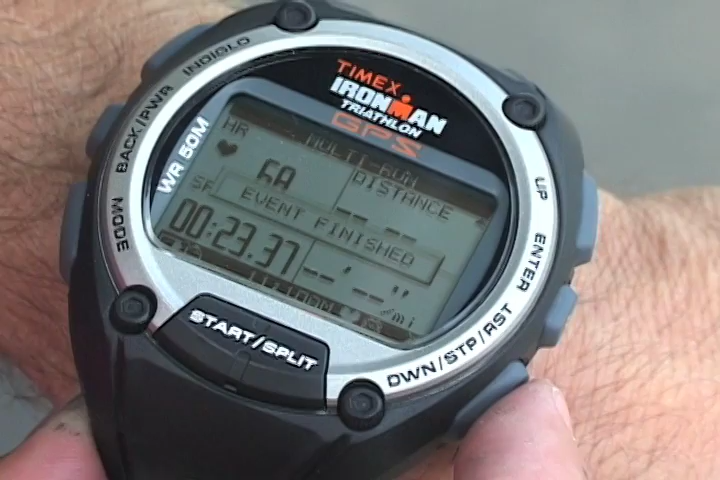 INDIGLO
BACK/PWR
MODE
WR 50M
TIMEX
IRONMAN
TRIATHLON
GPS
HR
MULTI-RUN
DISTANCE
EVENT FINISHED
00:23.37
/mi
UP
ENTER
DWN/STP/RST
START/SPLIT